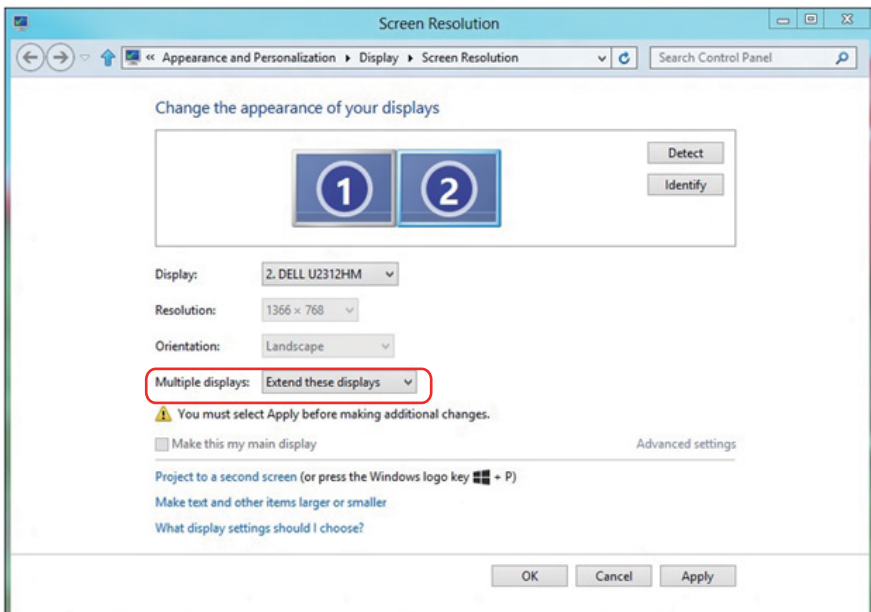 Screen Resolution
« Appearance and Personalization ▸ Display ▸ Screen Resolution Search Control Panel
Change the appearance of your displays
1 2
Detect
Identify
Display: 2. DELL U2312HM
Resolution: 1366 × 768
Orientation: Landscape
Multiple displays: Extend these displays
You must select Apply before making additional changes.
Make this my main display Advanced settings
Project to a second screen (or press the Windows logo key + P)
Make text and other items larger or smaller
What display settings should I choose?
OK Cancel Apply